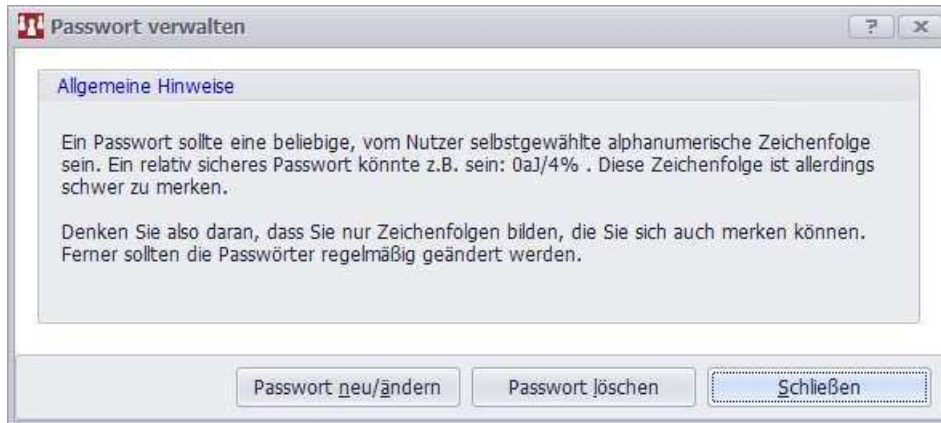 Passwort verwalten
Allgemeine Hinweise
Ein Passwort sollte eine beliebige, vom Nutzer selbstgewählte alphanumerische Zeichenfolge
sein. Ein relativ sicheres Passwort könnte z.B. sein: 0aJ/4% . Diese Zeichenfolge ist allerdings
schwer zu merken.
Denken Sie also daran, dass Sie nur Zeichenfolgen bilden, die Sie sich auch merken können.
Ferner sollten die Passwörter regelmäßig geändert werden.
Passwort neu/ändern Passwort löschen Schließen